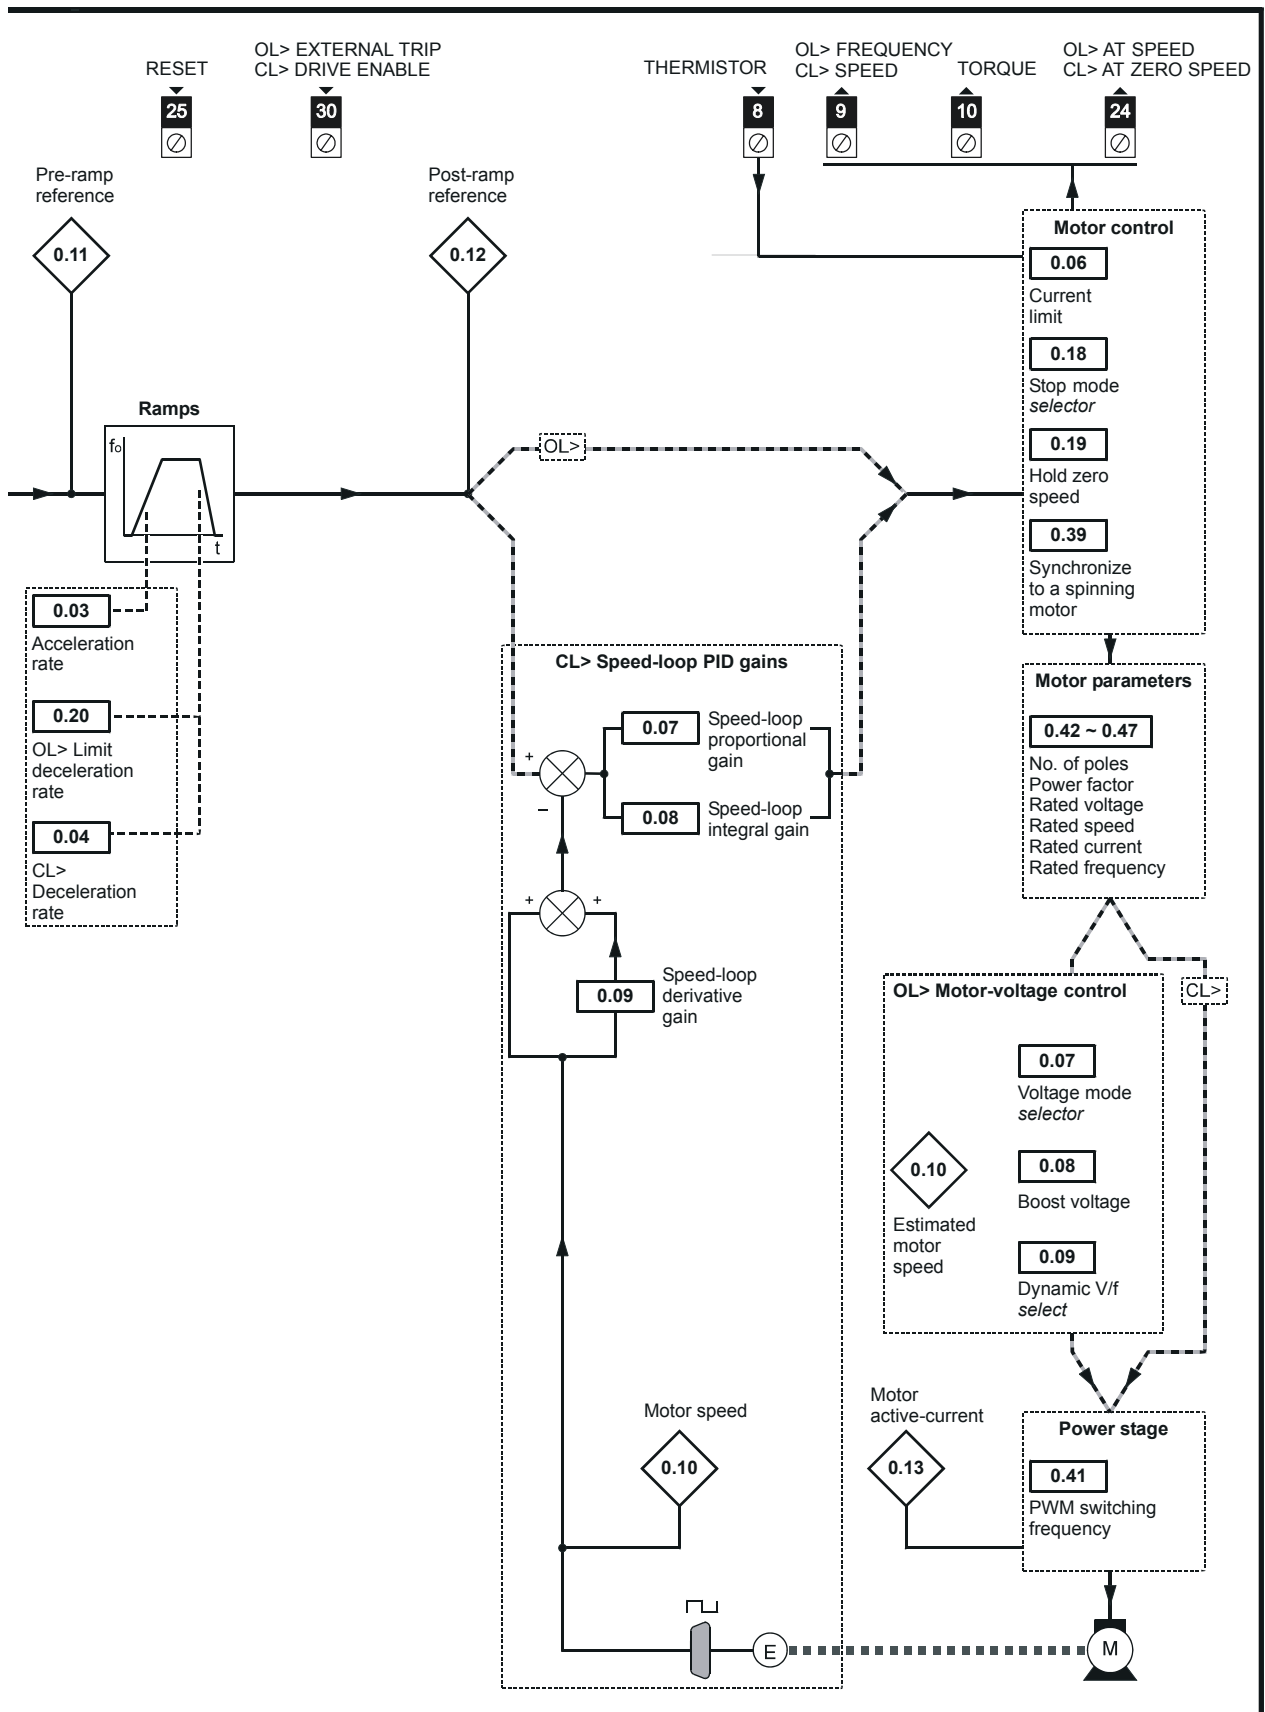 RESET
OL> EXTERNAL TRIP
CL> DRIVE ENABLE
THERMISTOR
OL> FREQUENCY
CL> SPEED
TORQUE
OL> AT SPEED
CL> AT ZERO SPEED
25
30
8
9
10
24
Pre-ramp
reference
0.11
Post-ramp
reference
0.12
Motor control
0.06
Current
limit
0.18
Stop mode
selector
0.19
Hold zero
speed
0.39
Synchronize
to a spinning
motor
Ramps
fo
t
OL>
0.03
Acceleration
rate
0.20
OL> Limit
deceleration
rate
0.04
CL>
Deceleration
rate
CL> Speed-loop PID gains
+
−
0.07
Speed-loop
proportional
gain
0.08
Speed-loop
integral gain
+
+
0.09
Speed-loop
derivative
gain
Motor parameters
0.42 ~ 0.47
No. of poles
Power factor
Rated voltage
Rated speed
Rated current
Rated frequency
OL> Motor-voltage control
CL>
0.07
Voltage mode
selector
0.10
Estimated
motor
speed
0.08
Boost voltage
0.09
Dynamic V/f
select
Motor speed
0.10
Motor
active-current
0.13
Power stage
0.41
PWM switching
frequency
E
M